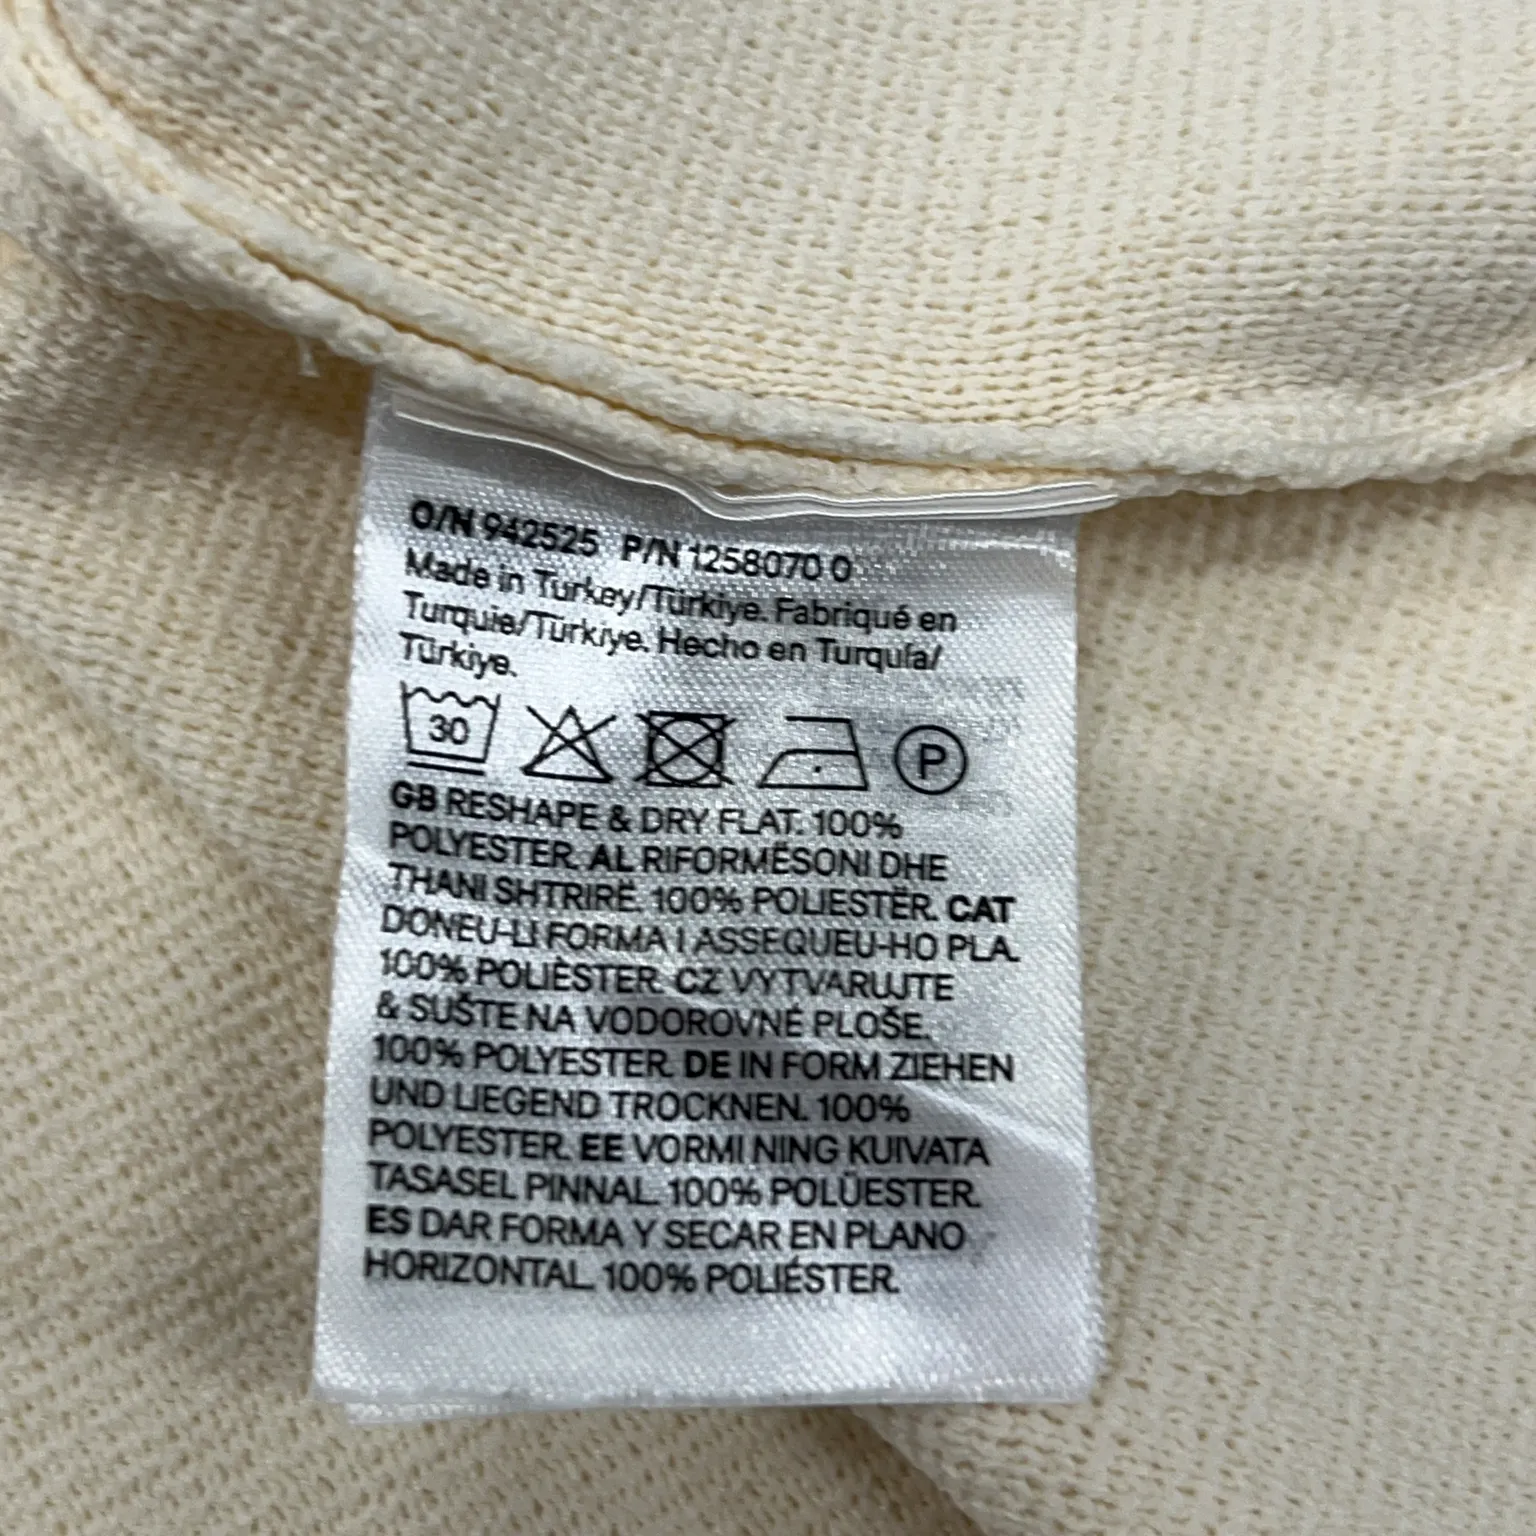 O/N 942525 P/N 1258070 0
Made in Turkey/Türkiye. Fabriqué en
Turquie/Türkiye. Hecho en Turquía/
Türkiye.
30 P
GB RESHAPE & DRY FLAT. 100%
POLYESTER. AL RIFORMËSONI DHE
THANI SHTRIRË. 100% POLIESTËR. CAT
DONEU-LI FORMA I ASSEQUEU-HO PLA.
100% POLIÈSTER. CZ VYTVARUJTE
& SUŠTE NA VODOROVNÉ PLOŠE.
100% POLYESTER. DE IN FORM ZIEHEN
UND LIEGEND TROCKNEN. 100%
POLYESTER. EE VORMI NING KUIVATA
TASASEL PINNAL. 100% POLÜESTER.
ES DAR FORMA Y SECAR EN PLANO
HORIZONTAL. 100% POLIÉSTER.